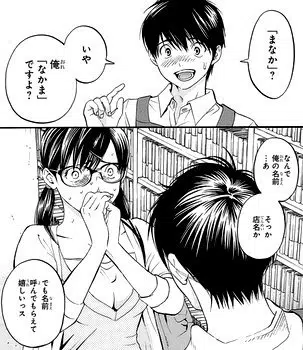 「まなか」？
いや
俺
「なかま」
ですよ？
なんで
俺の名前
…あ
そっか
店名か
でも名前
呼んでもらえて
嬉しいっス